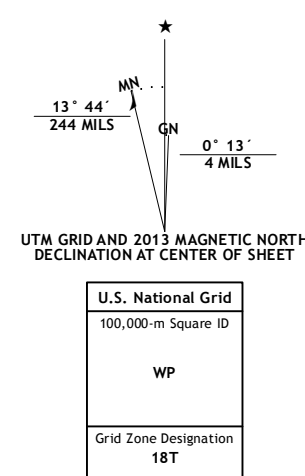 MN
13° 44´
244 MILS
GN
0° 13´
4 MILS
UTM GRID AND 2013 MAGNETIC NORTH
DECLINATION AT CENTER OF SHEET
U.S. National Grid
100,000-m Square ID
WP
Grid Zone Designation
18T